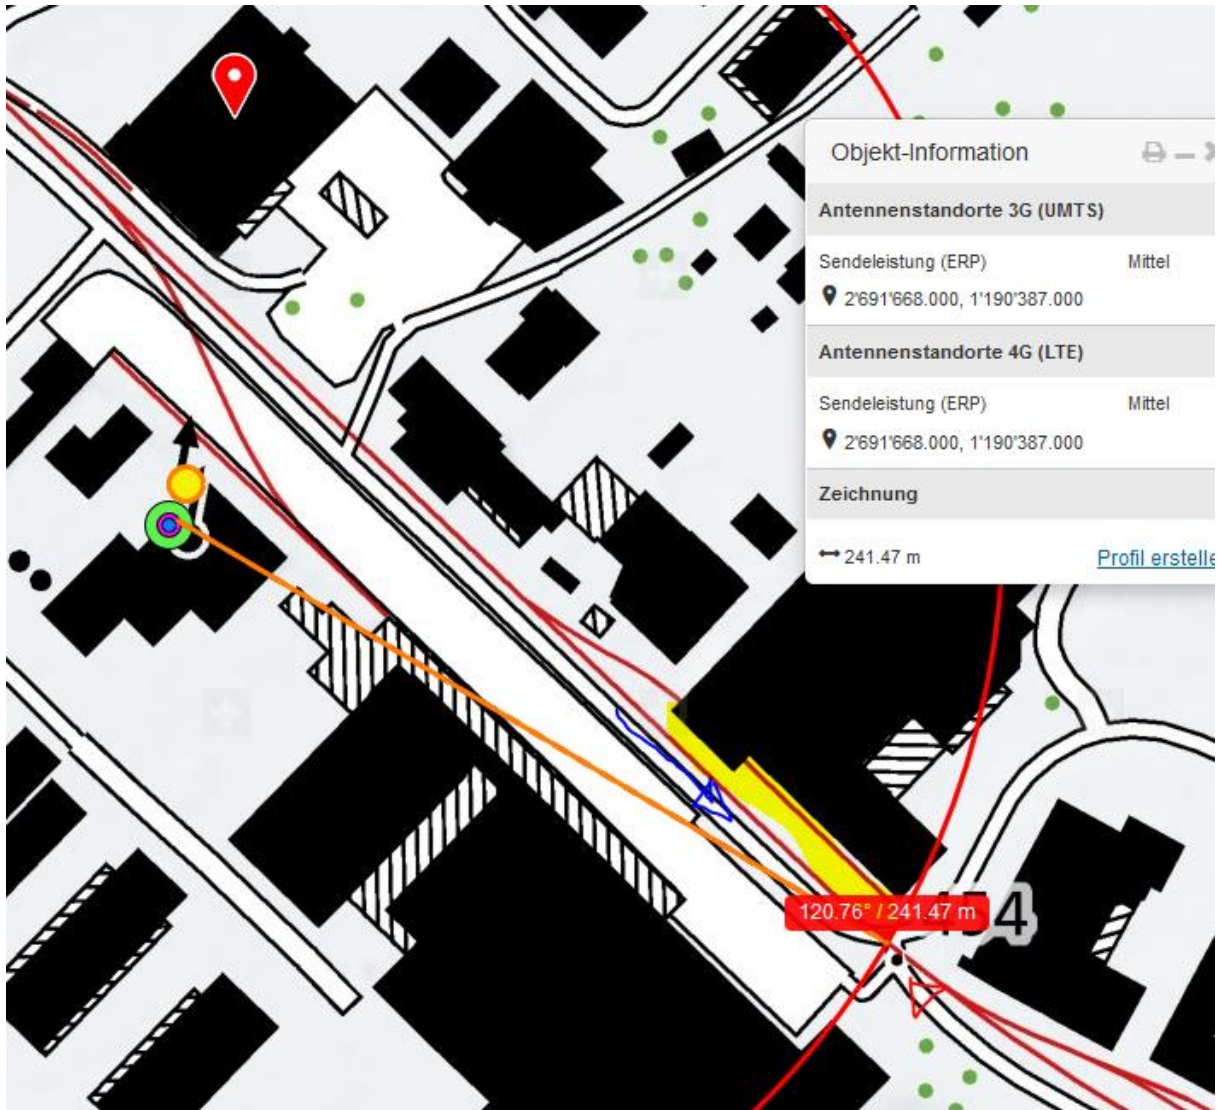 Objekt-Information
Antennenstandorte 3G (UMTS)
Sendeleistung (ERP) Mittel
2'691'668.000, 1'190'387.000
Antennenstandorte 4G (LTE)
Sendeleistung (ERP) Mittel
2'691'668.000, 1'190'387.000
Zeichnung
241.47 m Profil erstelle
120.76° / 241.47 m
454